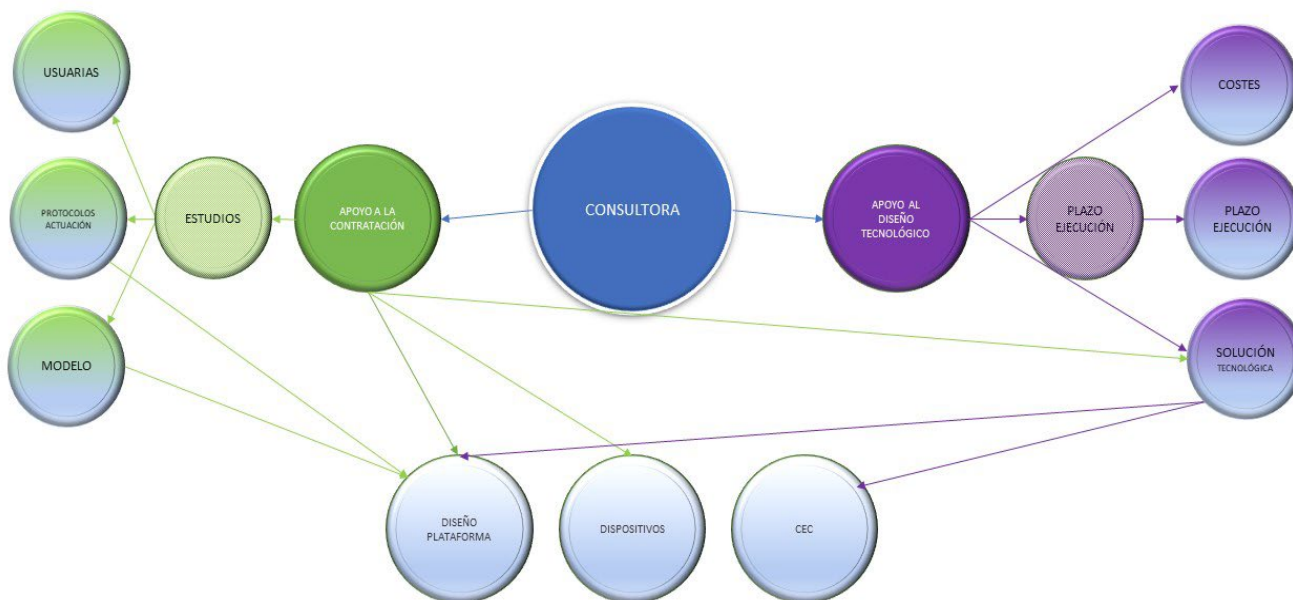 USUARIAS
PROTOCOLOS
ACTUACIÓN
MODELO
ESTUDIOS
APOYO A LA
CONTRATACIÓN
CONSULTORA
APOYO AL
DISEÑO
TECNOLÓGICO
PLAZO
EJECUCIÓN
COSTES
PLAZO
EJECUCIÓN
SOLUCIÓN
TECNOLÓGICA
DISEÑO
PLATAFORMA
DISPOSITIVOS
CEC